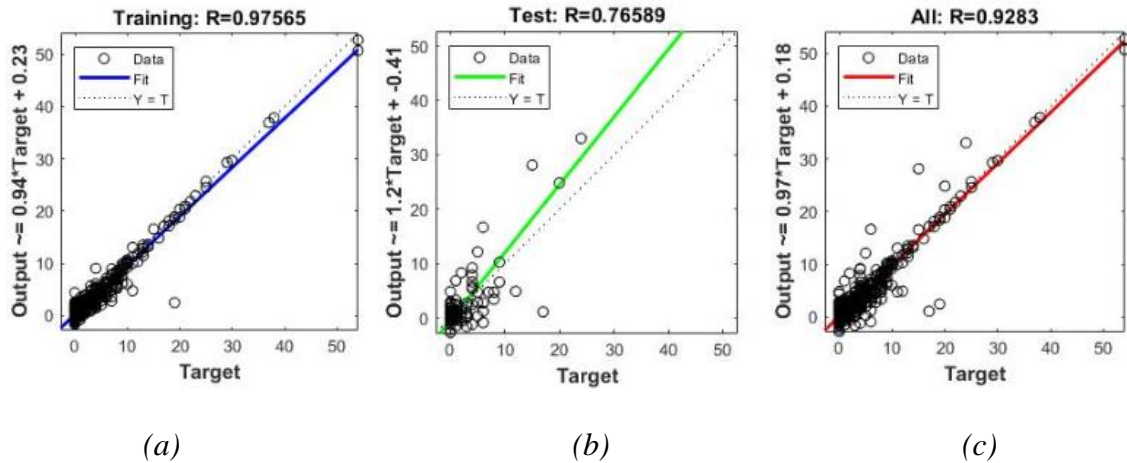 Training: R=0.97565
Output ~= 0.94*Target + 0.23
50
40
30
20
10
0
Data
Fit
Y = T
0 10 20 30 40 50
Target
(a)
Test: R=0.76589
Output ~= 1.2*Target + -0.41
50
40
30
20
10
0
Data
Fit
Y = T
0 10 20 30 40 50
Target
(b)
All: R=0.9283
Output ~= 0.97*Target + 0.18
50
40
30
20
10
0
Data
Fit
Y = T
0 10 20 30 40 50
Target
(c)